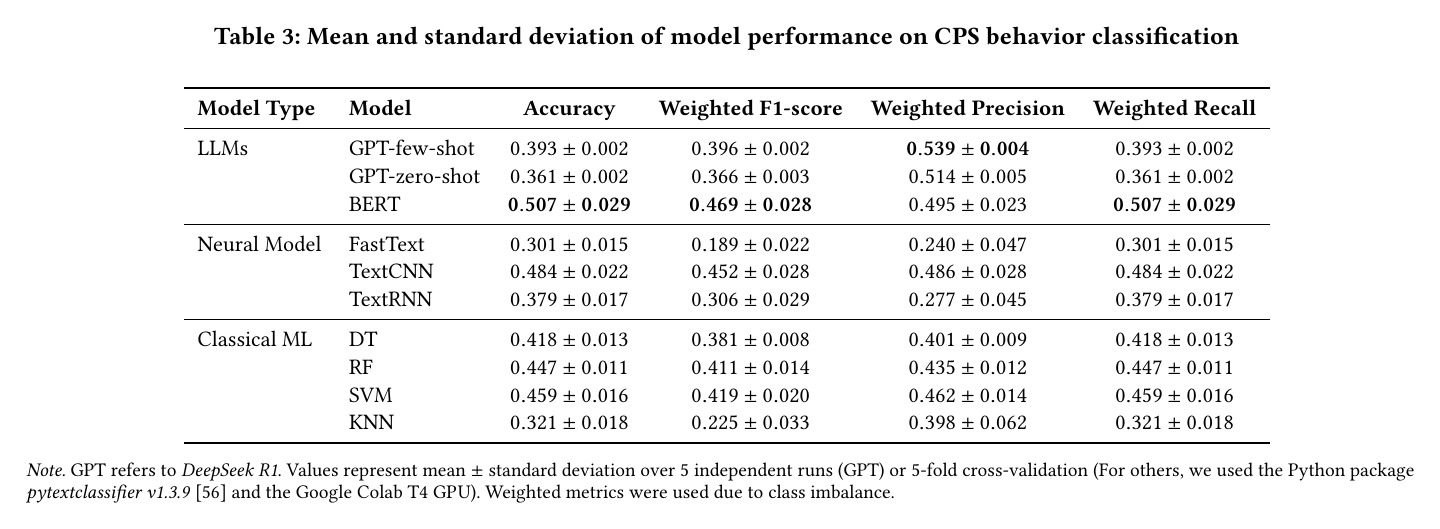 Table 3: Mean and standard deviation of model performance on CPS behavior classification
Model Type Model Accuracy Weighted F1-score Weighted Precision Weighted Recall
LLMs GPT-few-shot 0.393 ± 0.002 0.396 ± 0.002 0.539 ± 0.004 0.393 ± 0.002
GPT-zero-shot 0.361 ± 0.002 0.366 ± 0.003 0.514 ± 0.005 0.361 ± 0.002
BERT 0.507 ± 0.029 0.469 ± 0.028 0.495 ± 0.023 0.507 ± 0.029
Neural Model FastText 0.301 ± 0.015 0.189 ± 0.022 0.240 ± 0.047 0.301 ± 0.015
TextCNN 0.484 ± 0.022 0.452 ± 0.028 0.486 ± 0.028 0.484 ± 0.022
TextRNN 0.379 ± 0.017 0.306 ± 0.029 0.277 ± 0.045 0.379 ± 0.017
Classical ML DT 0.418 ± 0.013 0.381 ± 0.008 0.401 ± 0.009 0.418 ± 0.013
RF 0.447 ± 0.011 0.411 ± 0.014 0.435 ± 0.012 0.447 ± 0.011
SVM 0.459 ± 0.016 0.419 ± 0.020 0.462 ± 0.014 0.459 ± 0.016
KNN 0.321 ± 0.018 0.225 ± 0.033 0.398 ± 0.062 0.321 ± 0.018
Note. GPT refers to DeepSeek R1. Values represent mean ± standard deviation over 5 independent runs (GPT) or 5-fold cross-validation (For others, we used the Python package
pytextclassifier v1.3.9 [56] and the Google Colab T4 GPU). Weighted metrics were used due to class imbalance.